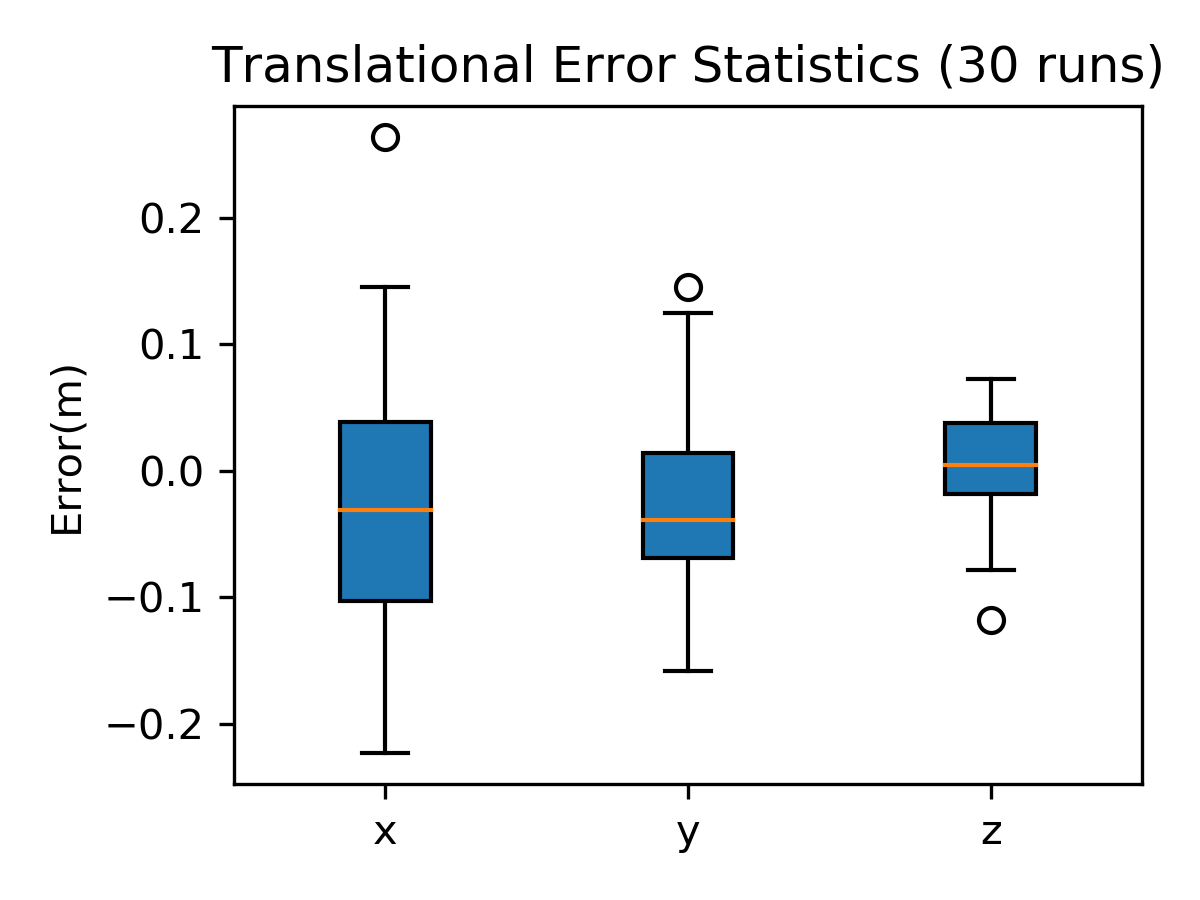 Translational Error Statistics (30 runs)
Error(m)
0.2
0.1
0.0
−0.1
−0.2
x
y
z